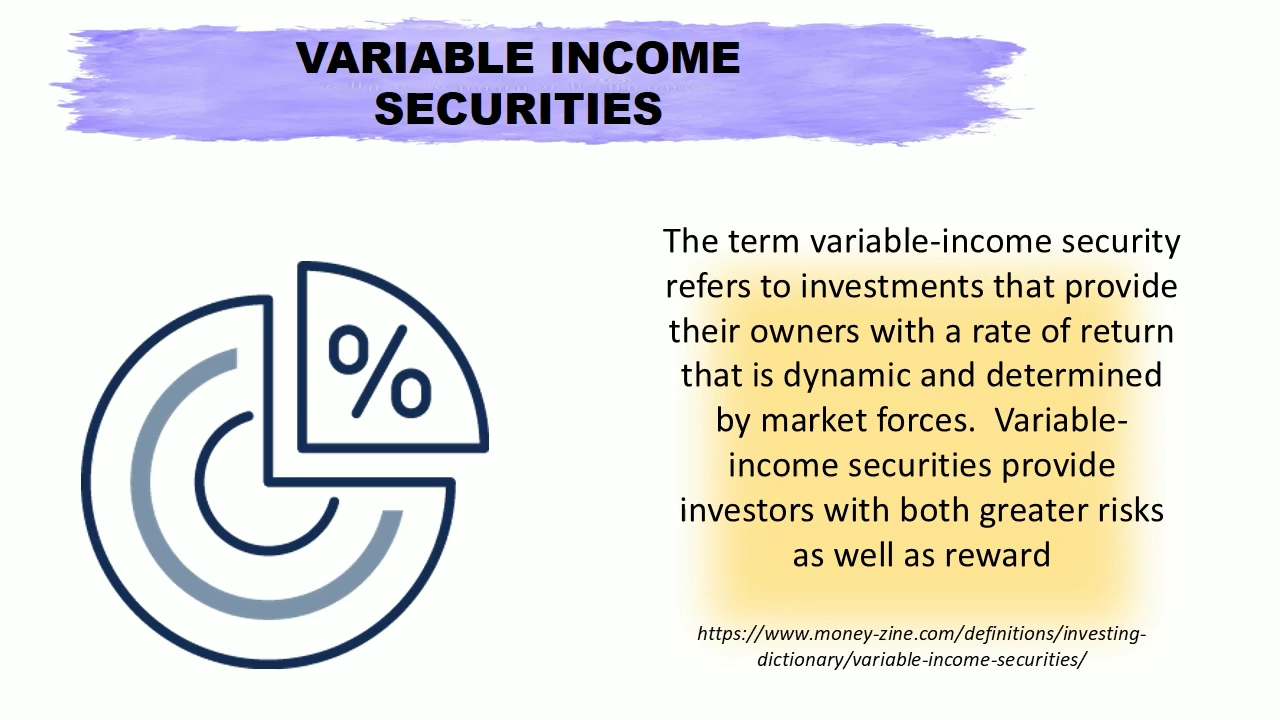 VARIABLE INCOME
SECURITIES
%
The term variable-income security
refers to investments that provide
their owners with a rate of return
that is dynamic and determined
by market forces.  Variable-
income securities provide
investors with both greater risks
as well as reward
https://www.money-zine.com/definitions/investing-
dictionary/variable-income-securities/